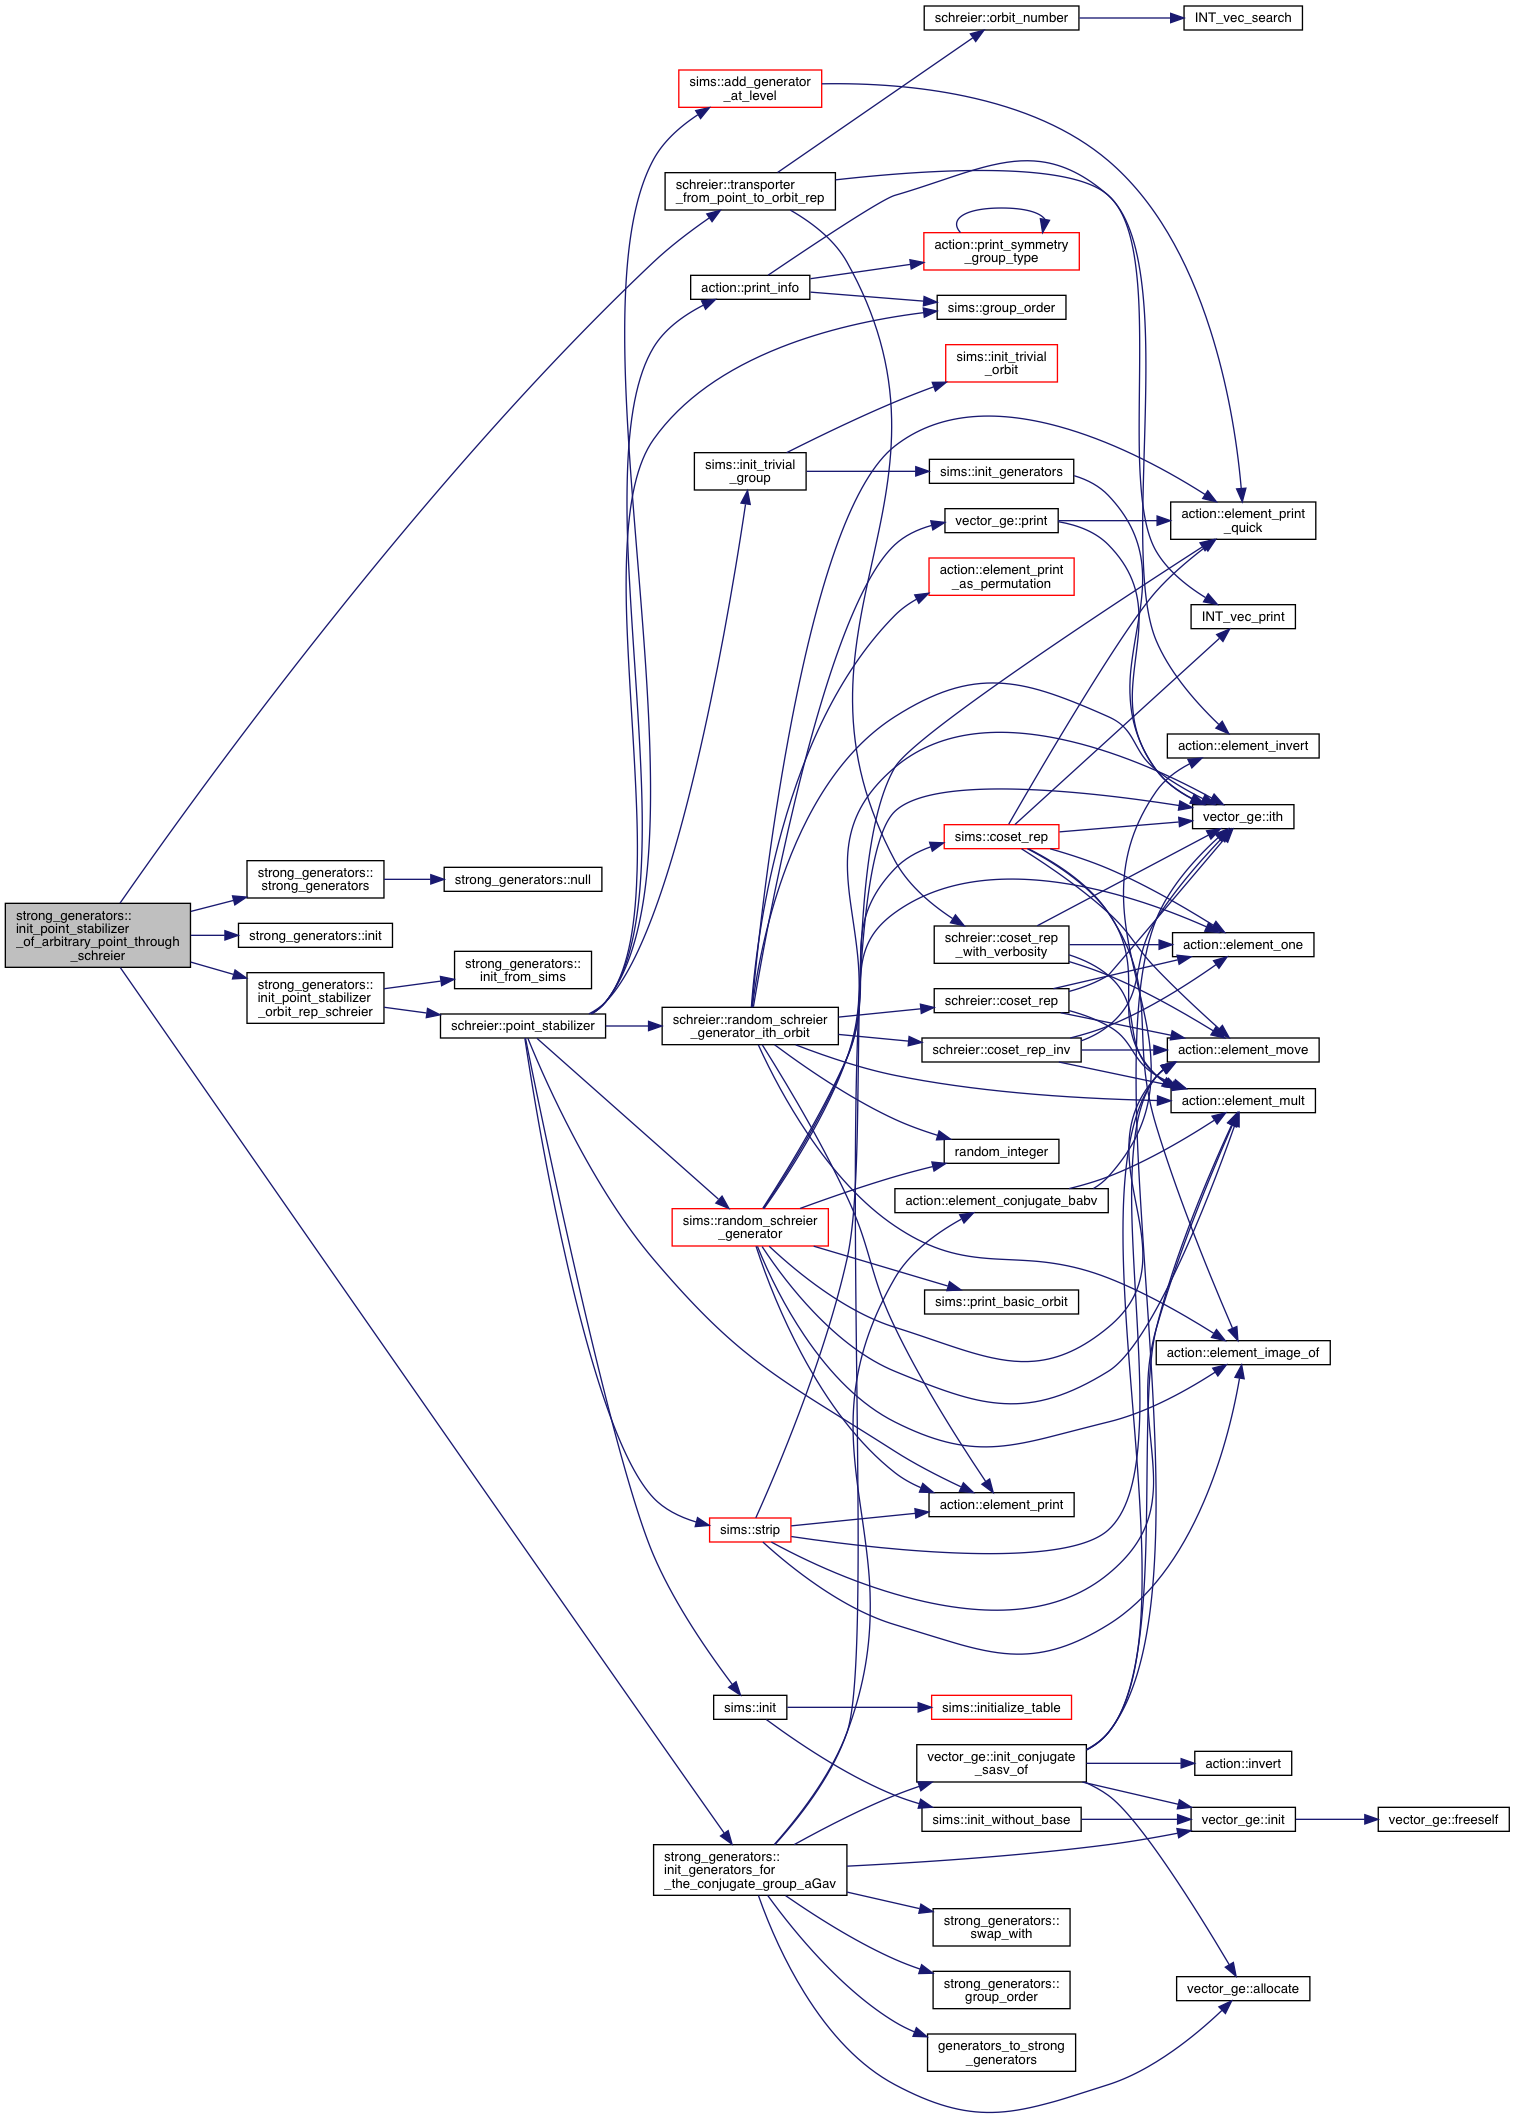 schreier::orbit_number
INT_vec_search
sims::add_generator
_at_level
schreier::transporter
_from_point_to_orbit_rep
action::print_symmetry
_group_type
action::print_info
sims::group_order
sims::init_trivial
_orbit
sims::init_trivial
_group
sims::init_generators
vector_ge::print
action::element_print
_quick
action::element_print
_as_permutation
INT_vec_print
action::element_invert
vector_ge::ith
sims::coset_rep
strong_generators::
strong_generators
strong_generators::null
strong_generators::
init_point_stabilizer
_of_arbitrary_point_through
_schreier
strong_generators::init
schreier::coset_rep
_with_verbosity
action::element_one
strong_generators::
init_point_stabilizer
_orbit_rep_schreier
strong_generators::
init_from_sims
schreier::point_stabilizer
schreier::random_schreier
_generator_ith_orbit
schreier::coset_rep
schreier::coset_rep_inv
action::element_move
action::element_mult
random_integer
action::element_conjugate_babv
sims::random_schreier
_generator
sims::print_basic_orbit
action::element_image_of
action::element_print
sims::strip
sims::init
sims::initialize_table
vector_ge::init_conjugate
_sasv_of
action::invert
sims::init_without_base
vector_ge::init
vector_ge::freeself
strong_generators::
init_generators_for
_the_conjugate_group_aGav
strong_generators::
swap_with
strong_generators::
group_order
vector_ge::allocate
generators_to_strong
_generators